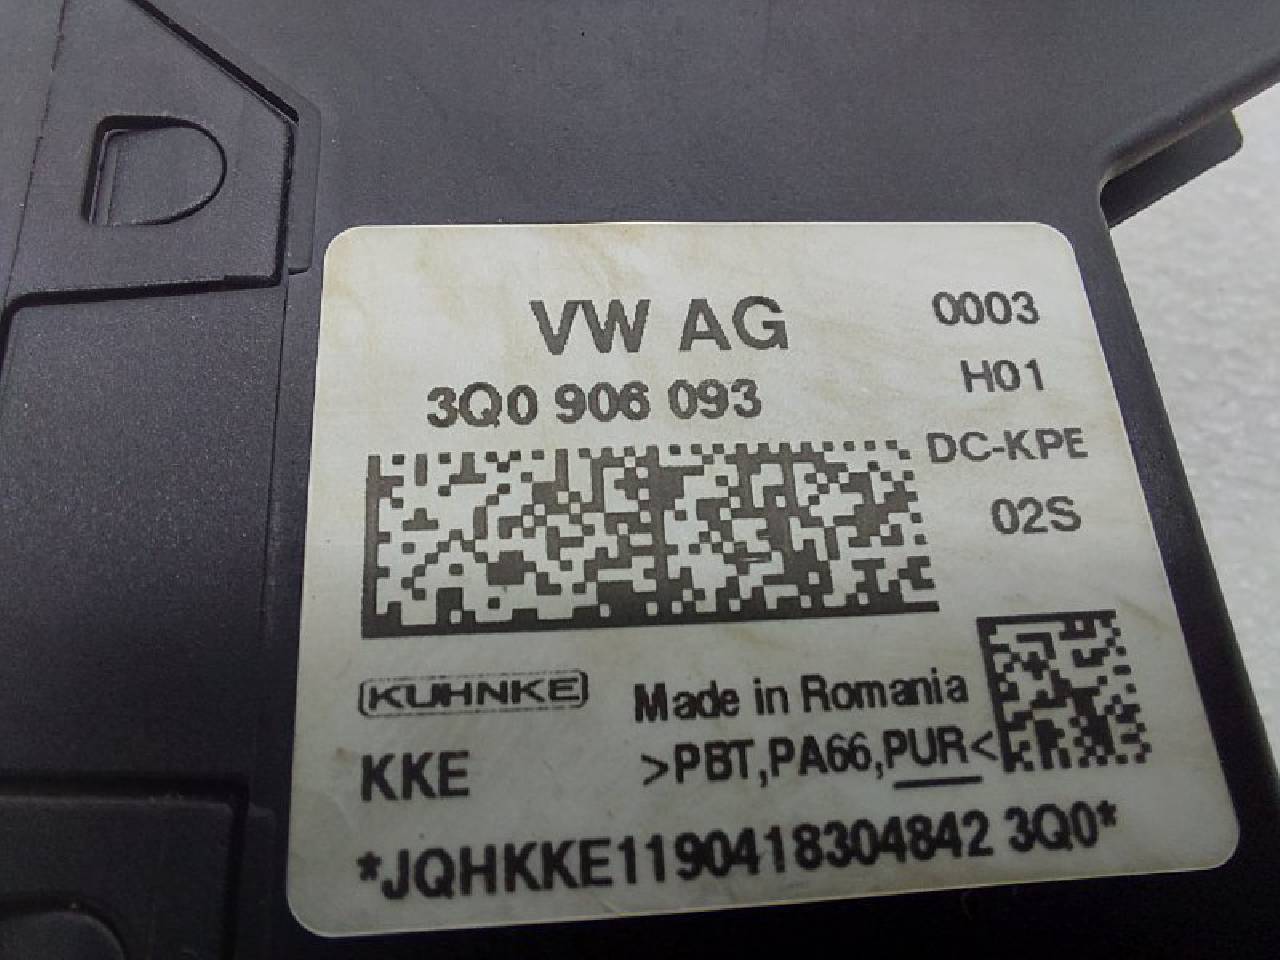 VW AG
0003
3Q0 906 093
H01
DC-KPE
02S
KUHNKE
Made in Romania
KKE
>PBT,PA66,PUR<
*JQHKKE1190418304842 3Q0*